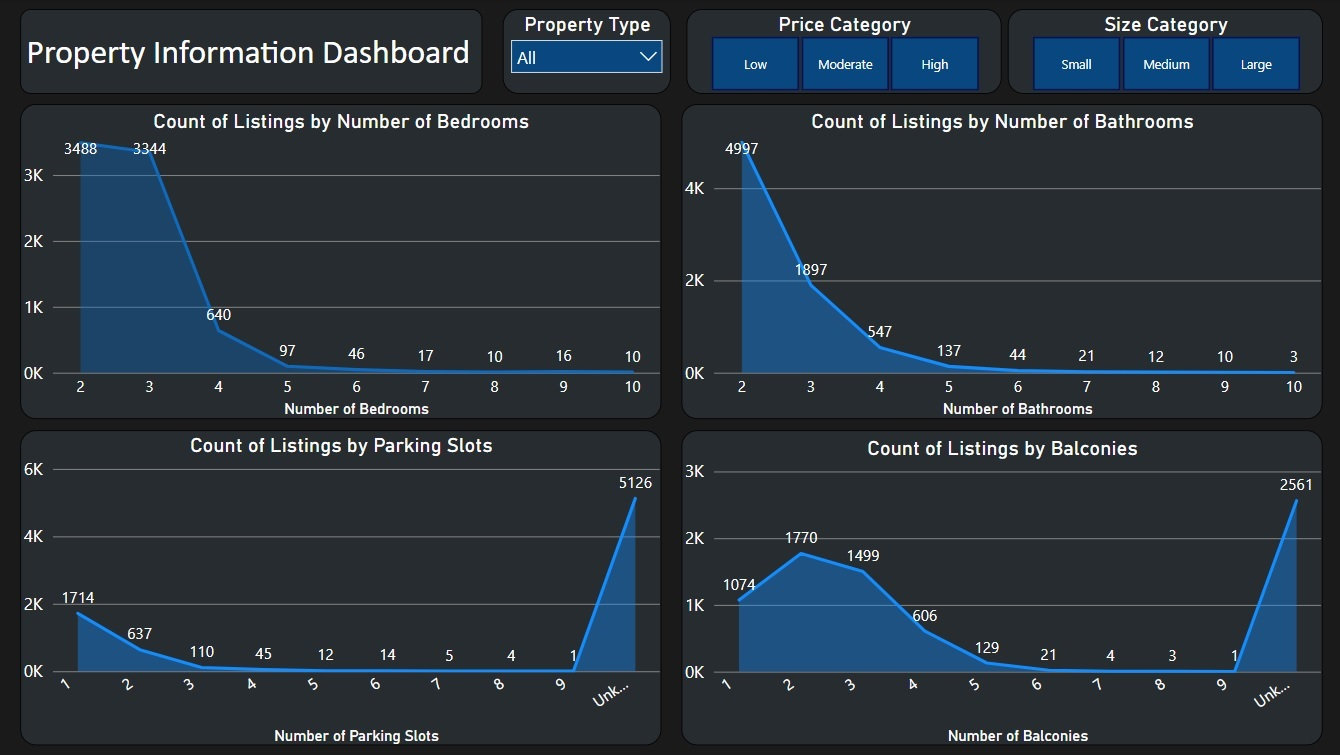 Property Information Dashboard
Property Type
All
Price Category
Low Moderate High
Size Category
Small Medium Large
Count of Listings by Number of Bedrooms
3488 3344 640 97 46 17 10 16 10
3K
2K
1K
0K
2 3 4 5 6 7 8 9 10
Number of Bedrooms
Count of Listings by Number of Bathrooms
4997 1897 547 137 44 21 12 10 3
4K
2K
0K
2 3 4 5 6 7 8 9 10
Number of Bathrooms
Count of Listings by Parking Slots
6K
4K
2K
0K
1714 637 110 45 12 14 5 4 1 5126
1 2 3 4 5 6 7 8 9 Unk...
Number of Parking Slots
Count of Listings by Balconies
3K
2K
1K
0K
1074 1770 1499 606 129 21 4 3 1 2561
1 2 3 4 5 6 7 8 9 Unk...
Number of Balconies